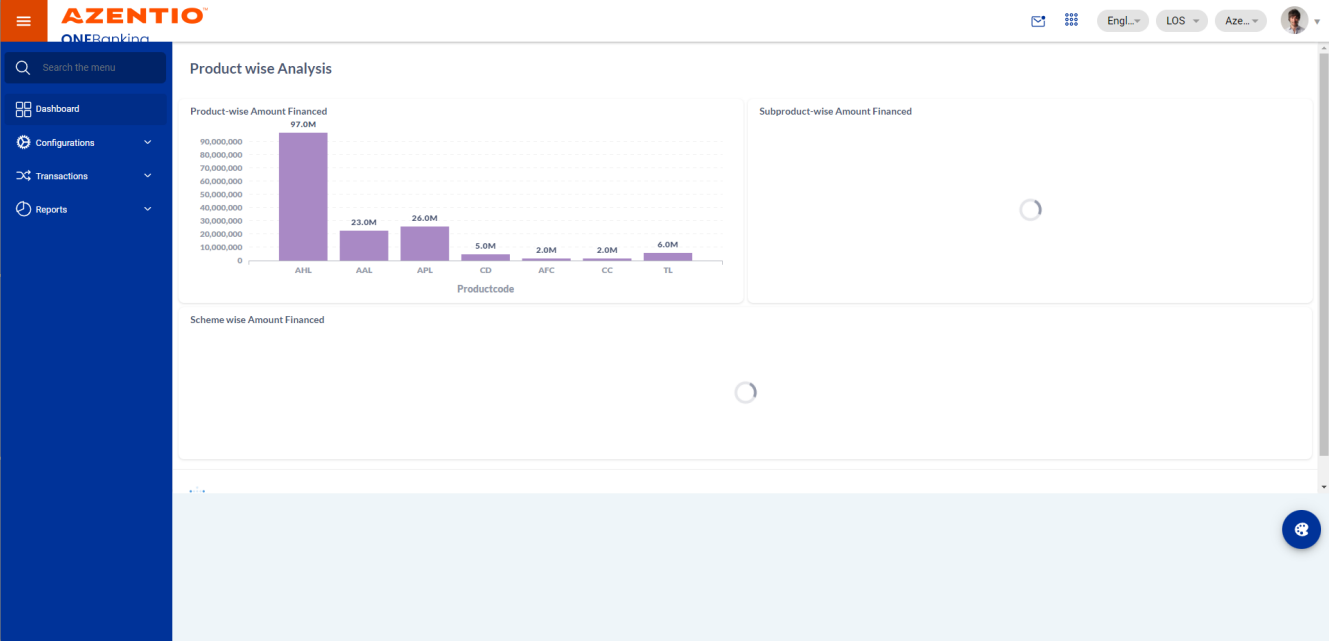 AZENTIO™
ONEBanking
Engl...
LOS
Aze...
Search the menu
Dashboard
Configurations
Transactions
Reports
Product wise Analysis
Product-wise Amount Financed
97.0M
90,000,000
80,000,000
70,000,000
60,000,000
50,000,000
40,000,000
30,000,000
20,000,000
10,000,000
0
23.0M
26.0M
5.0M
2.0M
2.0M
6.0M
AHL AAL APL CD AFC CC TL
Productcode
Subproduct-wise Amount Financed
Scheme wise Amount Financed